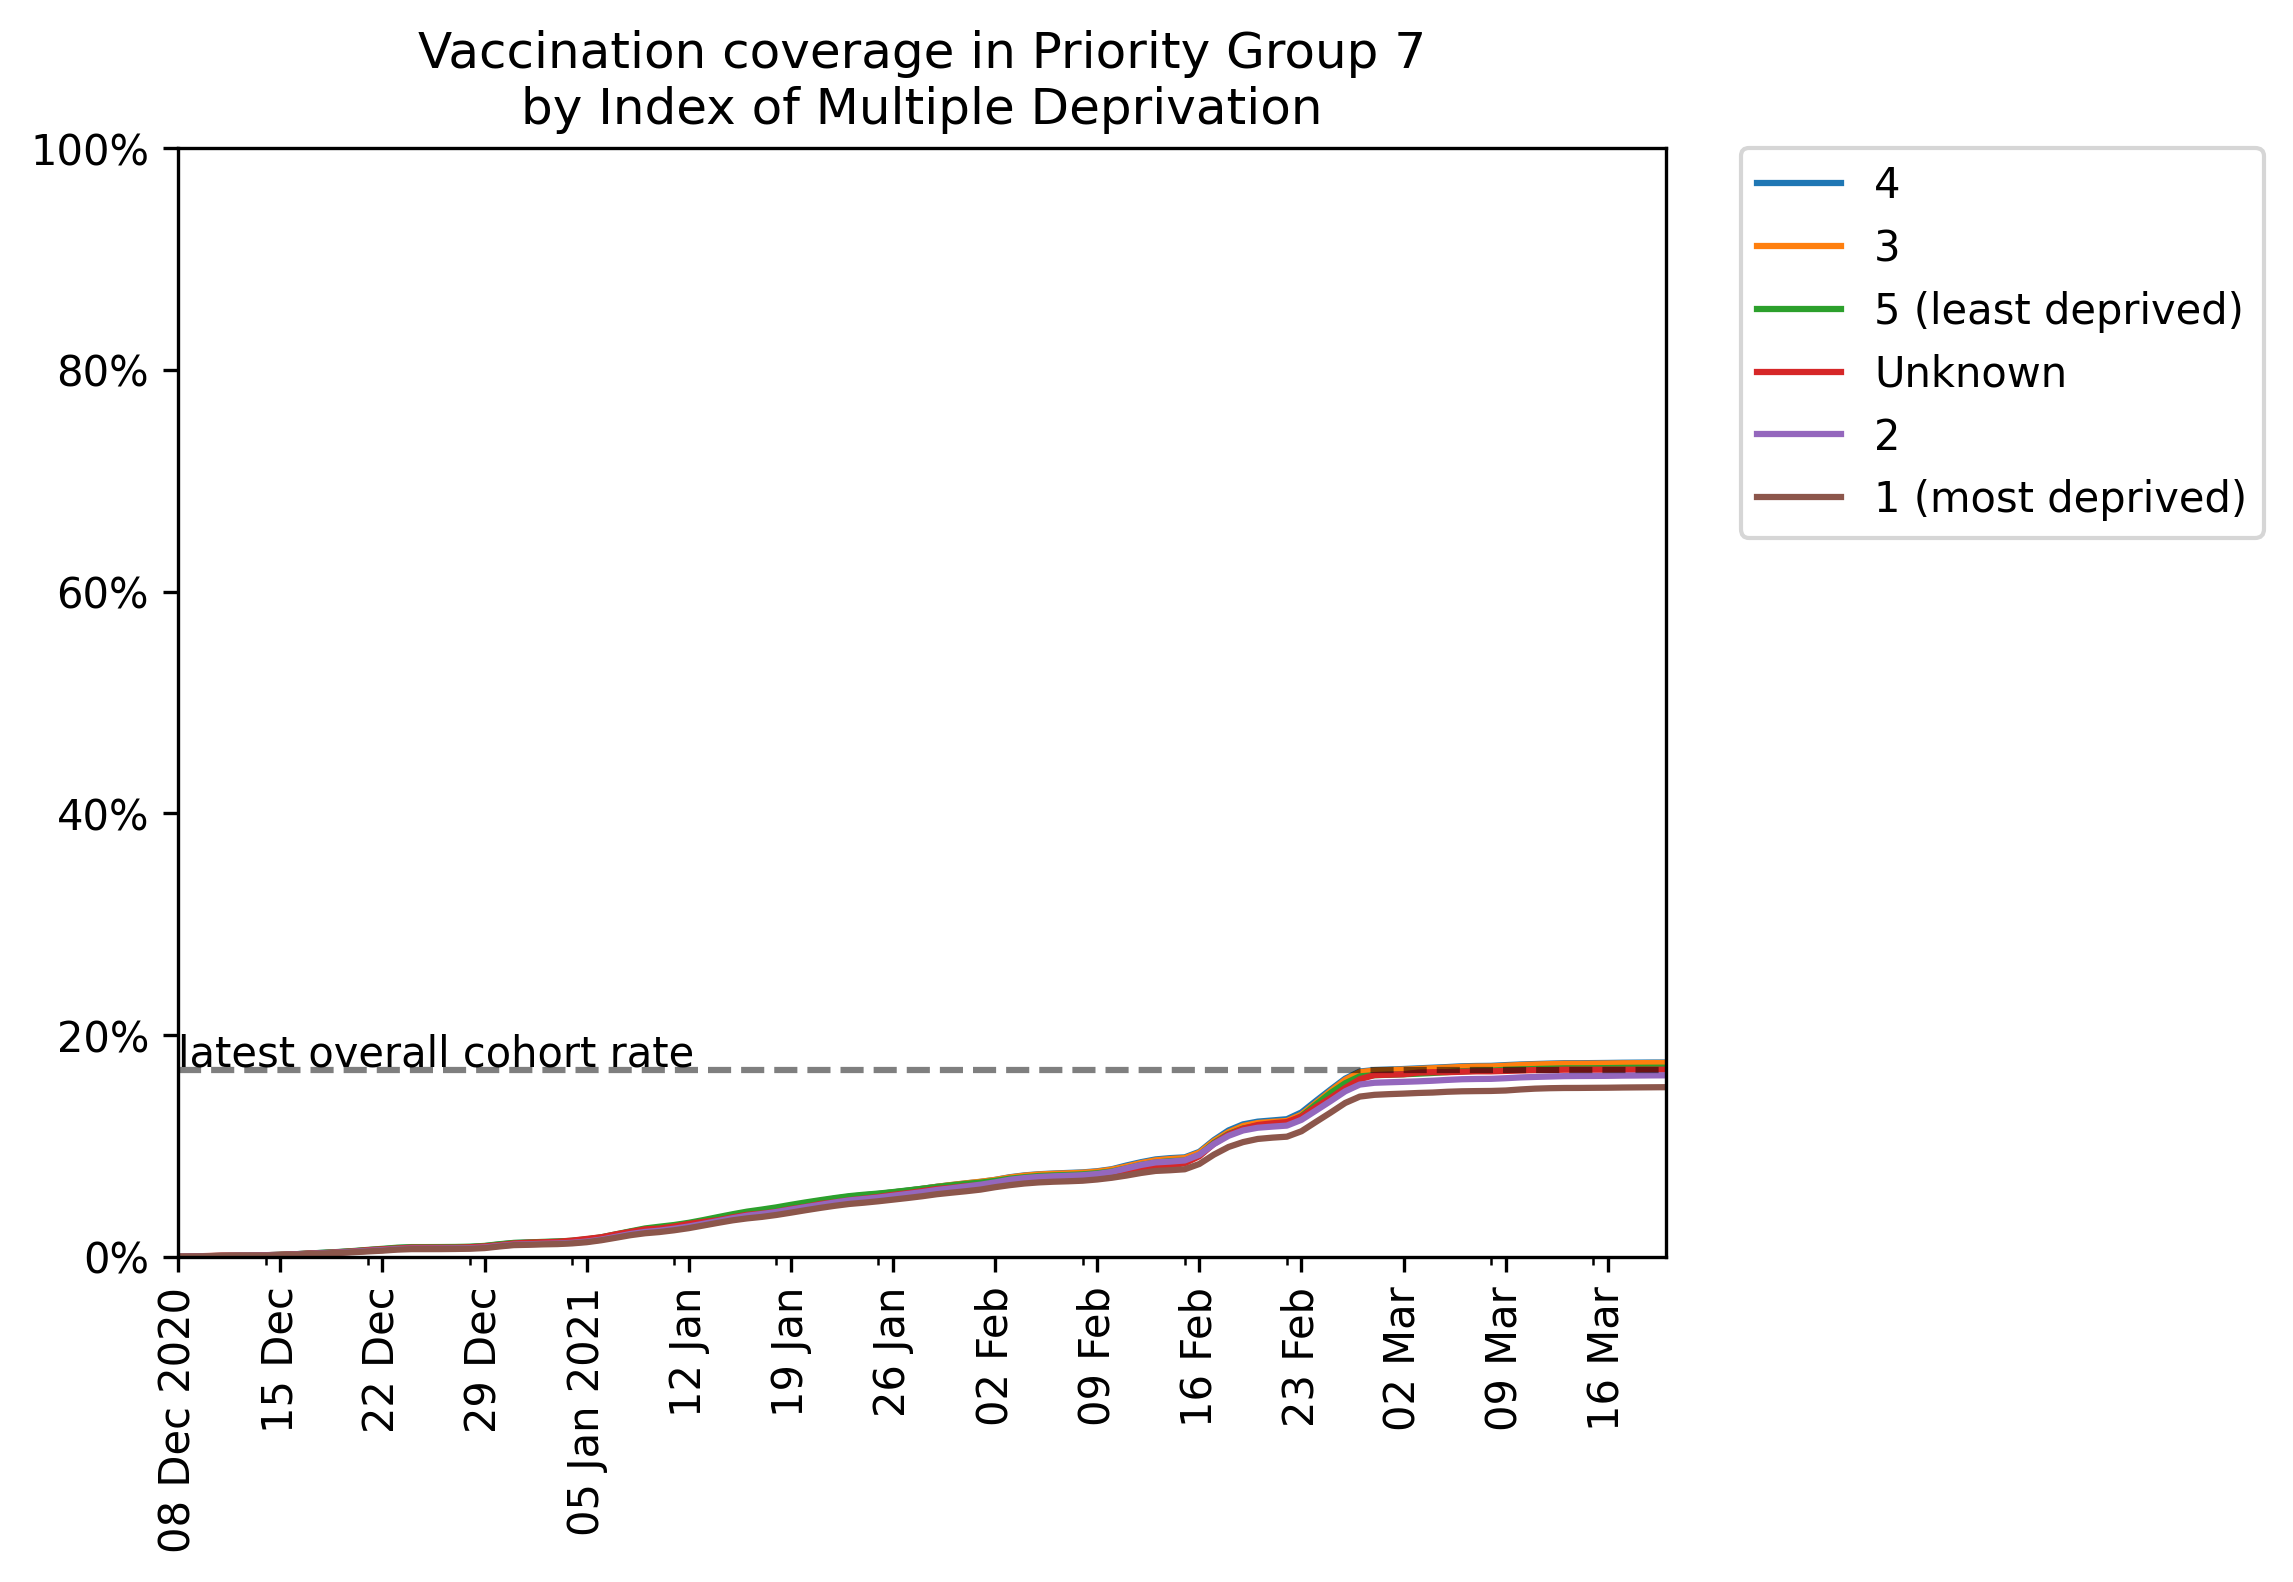 Vaccination coverage in Priority Group 7
by Index of Multiple Deprivation
100%
80%
60%
40%
20%
0%
latest overall cohort rate
08 Dec 2020
15 Dec
22 Dec
29 Dec
05 Jan 2021
12 Jan
19 Jan
26 Jan
02 Feb
09 Feb
16 Feb
23 Feb
02 Mar
09 Mar
16 Mar
4
3
5 (least deprived)
Unknown
2
1 (most deprived)